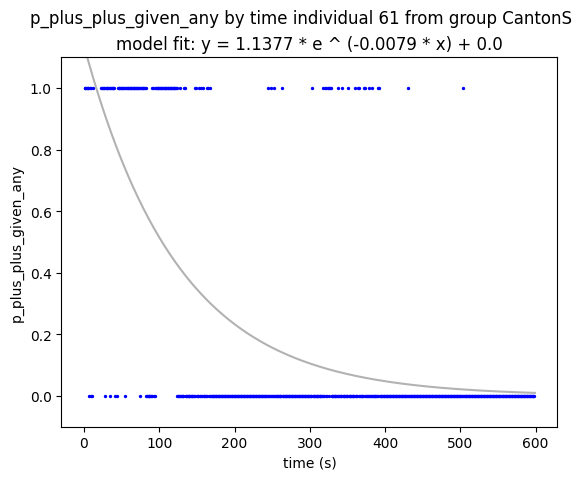 p_plus_plus_given_any by time individual 61 from group CantonS
model fit: y = 1.1377 * e ^ (-0.0079 * x) + 0.0
p_plus_plus_given_any
1.0
0.8
0.6
0.4
0.2
0.0
0 100 200 300 400 500 600
time (s)